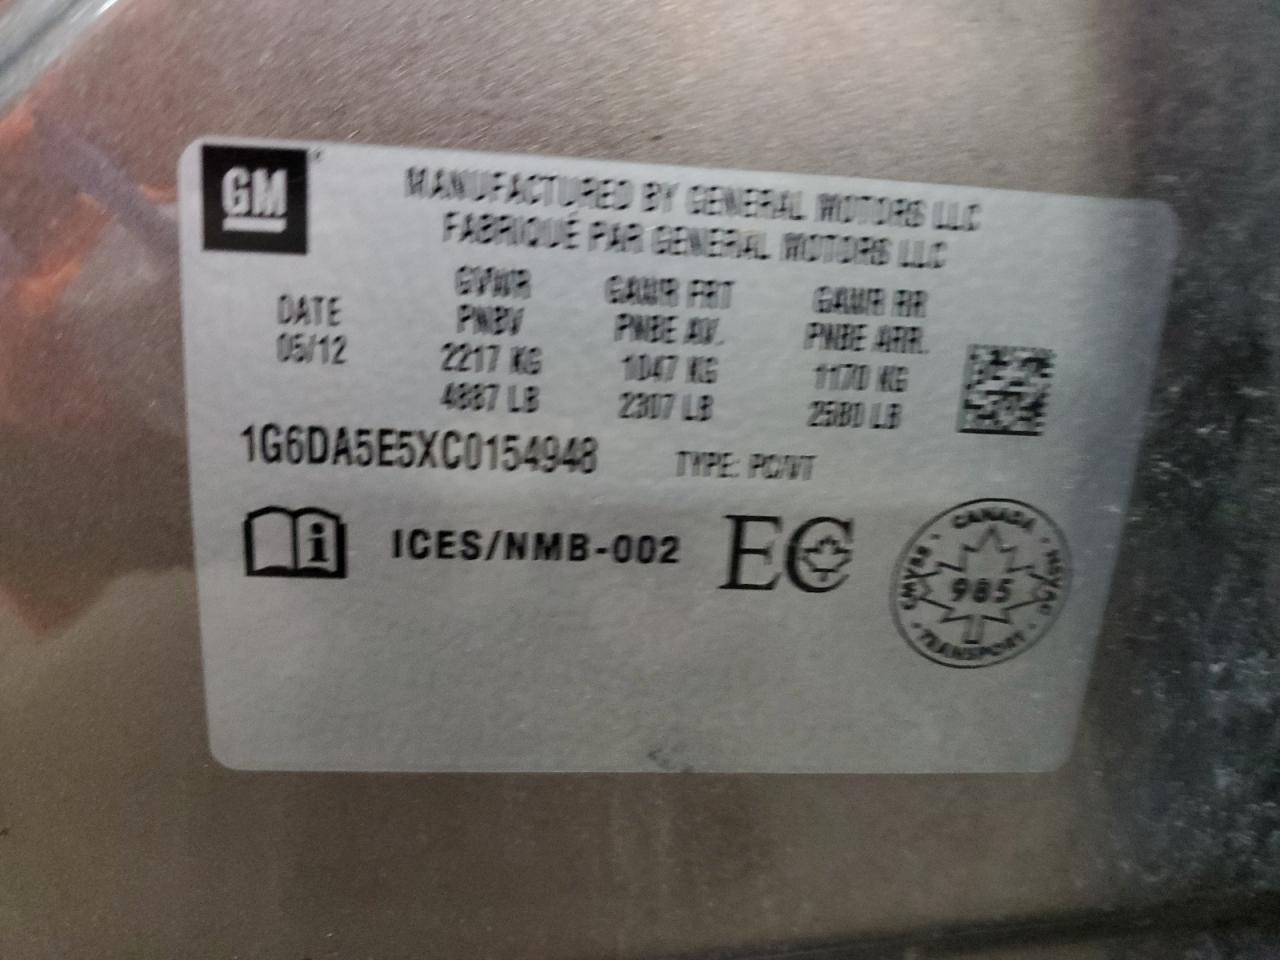 GM
MANUFACTURED BY GENERAL MOTORS LLC
FABRIQUÉ PAR GENERAL MOTORS LLC
DATE GVWR GAWR FRT GAWR RR
05/12 PNBV PNBE AV. PNBE ARR.
2217 KG 1047 KG 1170 KG
4887 LB 2307 LB 2580 LB
1G6DA5E5XC0154948 TYPE: PC/VT
i ICES/NMB-002 EC
CANADA
CMVSS NSVAC
985
TRANSPORT